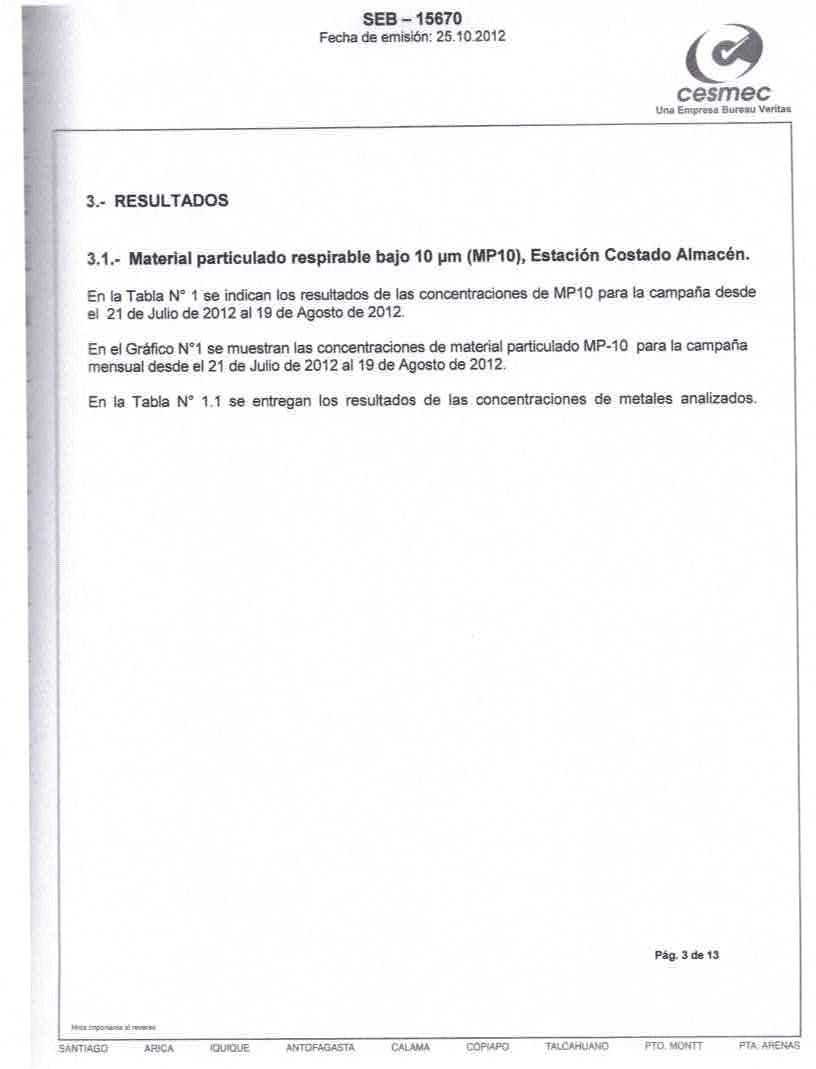 SEB – 15670
Fecha de emisión: 25.10.2012
cesmec
Una Empresa Bureau Veritas
3.- RESULTADOS
3.1.- Material particulado respirable bajo 10 µm (MP10), Estación Costado Almacén.
En la Tabla N° 1 se indican los resultados de las concentraciones de MP10 para la campaña desde
el 21 de Julio de 2012 al 19 de Agosto de 2012.
En el Gráfico N°1 se muestran las concentraciones de material particulado MP-10 para la campaña
mensual desde el 21 de Julio de 2012 al 19 de Agosto de 2012.
En la Tabla N° 1.1 se entregan los resultados de las concentraciones de metales analizados.
Pág. 3 de 13
importante al reverso
SANTIAGO ARICA IQUIQUE ANTOFAGASTA CALAMA COPIAPO TALCAHUANO PTO. MONTT PTA. ARENAS